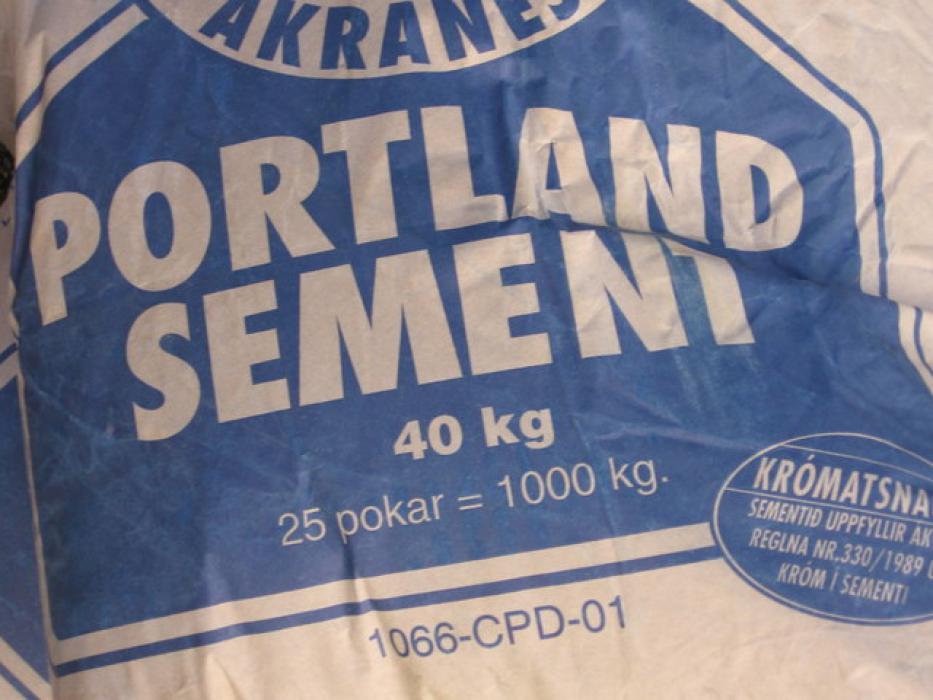 AKRANES
PORTLAND
SEMENT
40 kg
25 pokar = 1000 kg.
KRÓMATSNA
SEMENTIÐ UPPFYLLIR ÁK
REGLNA NR.330/1989 U
KRÓM Í SEMENTI
1066-CPD-01